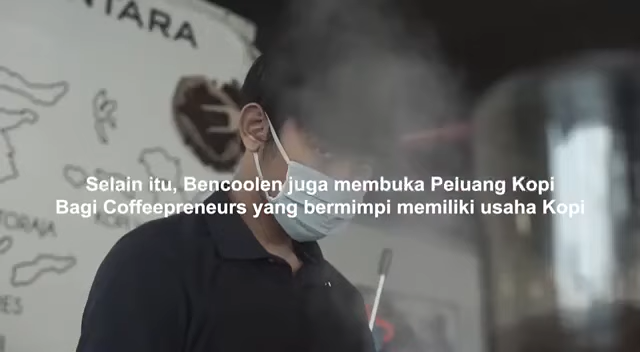 NTARA
Selain itu, Bencoolen juga membuka Peluang Kopi
Bagi Coffeepreneurs yang bermimpi memiliki usaha Kopi
TORAJA